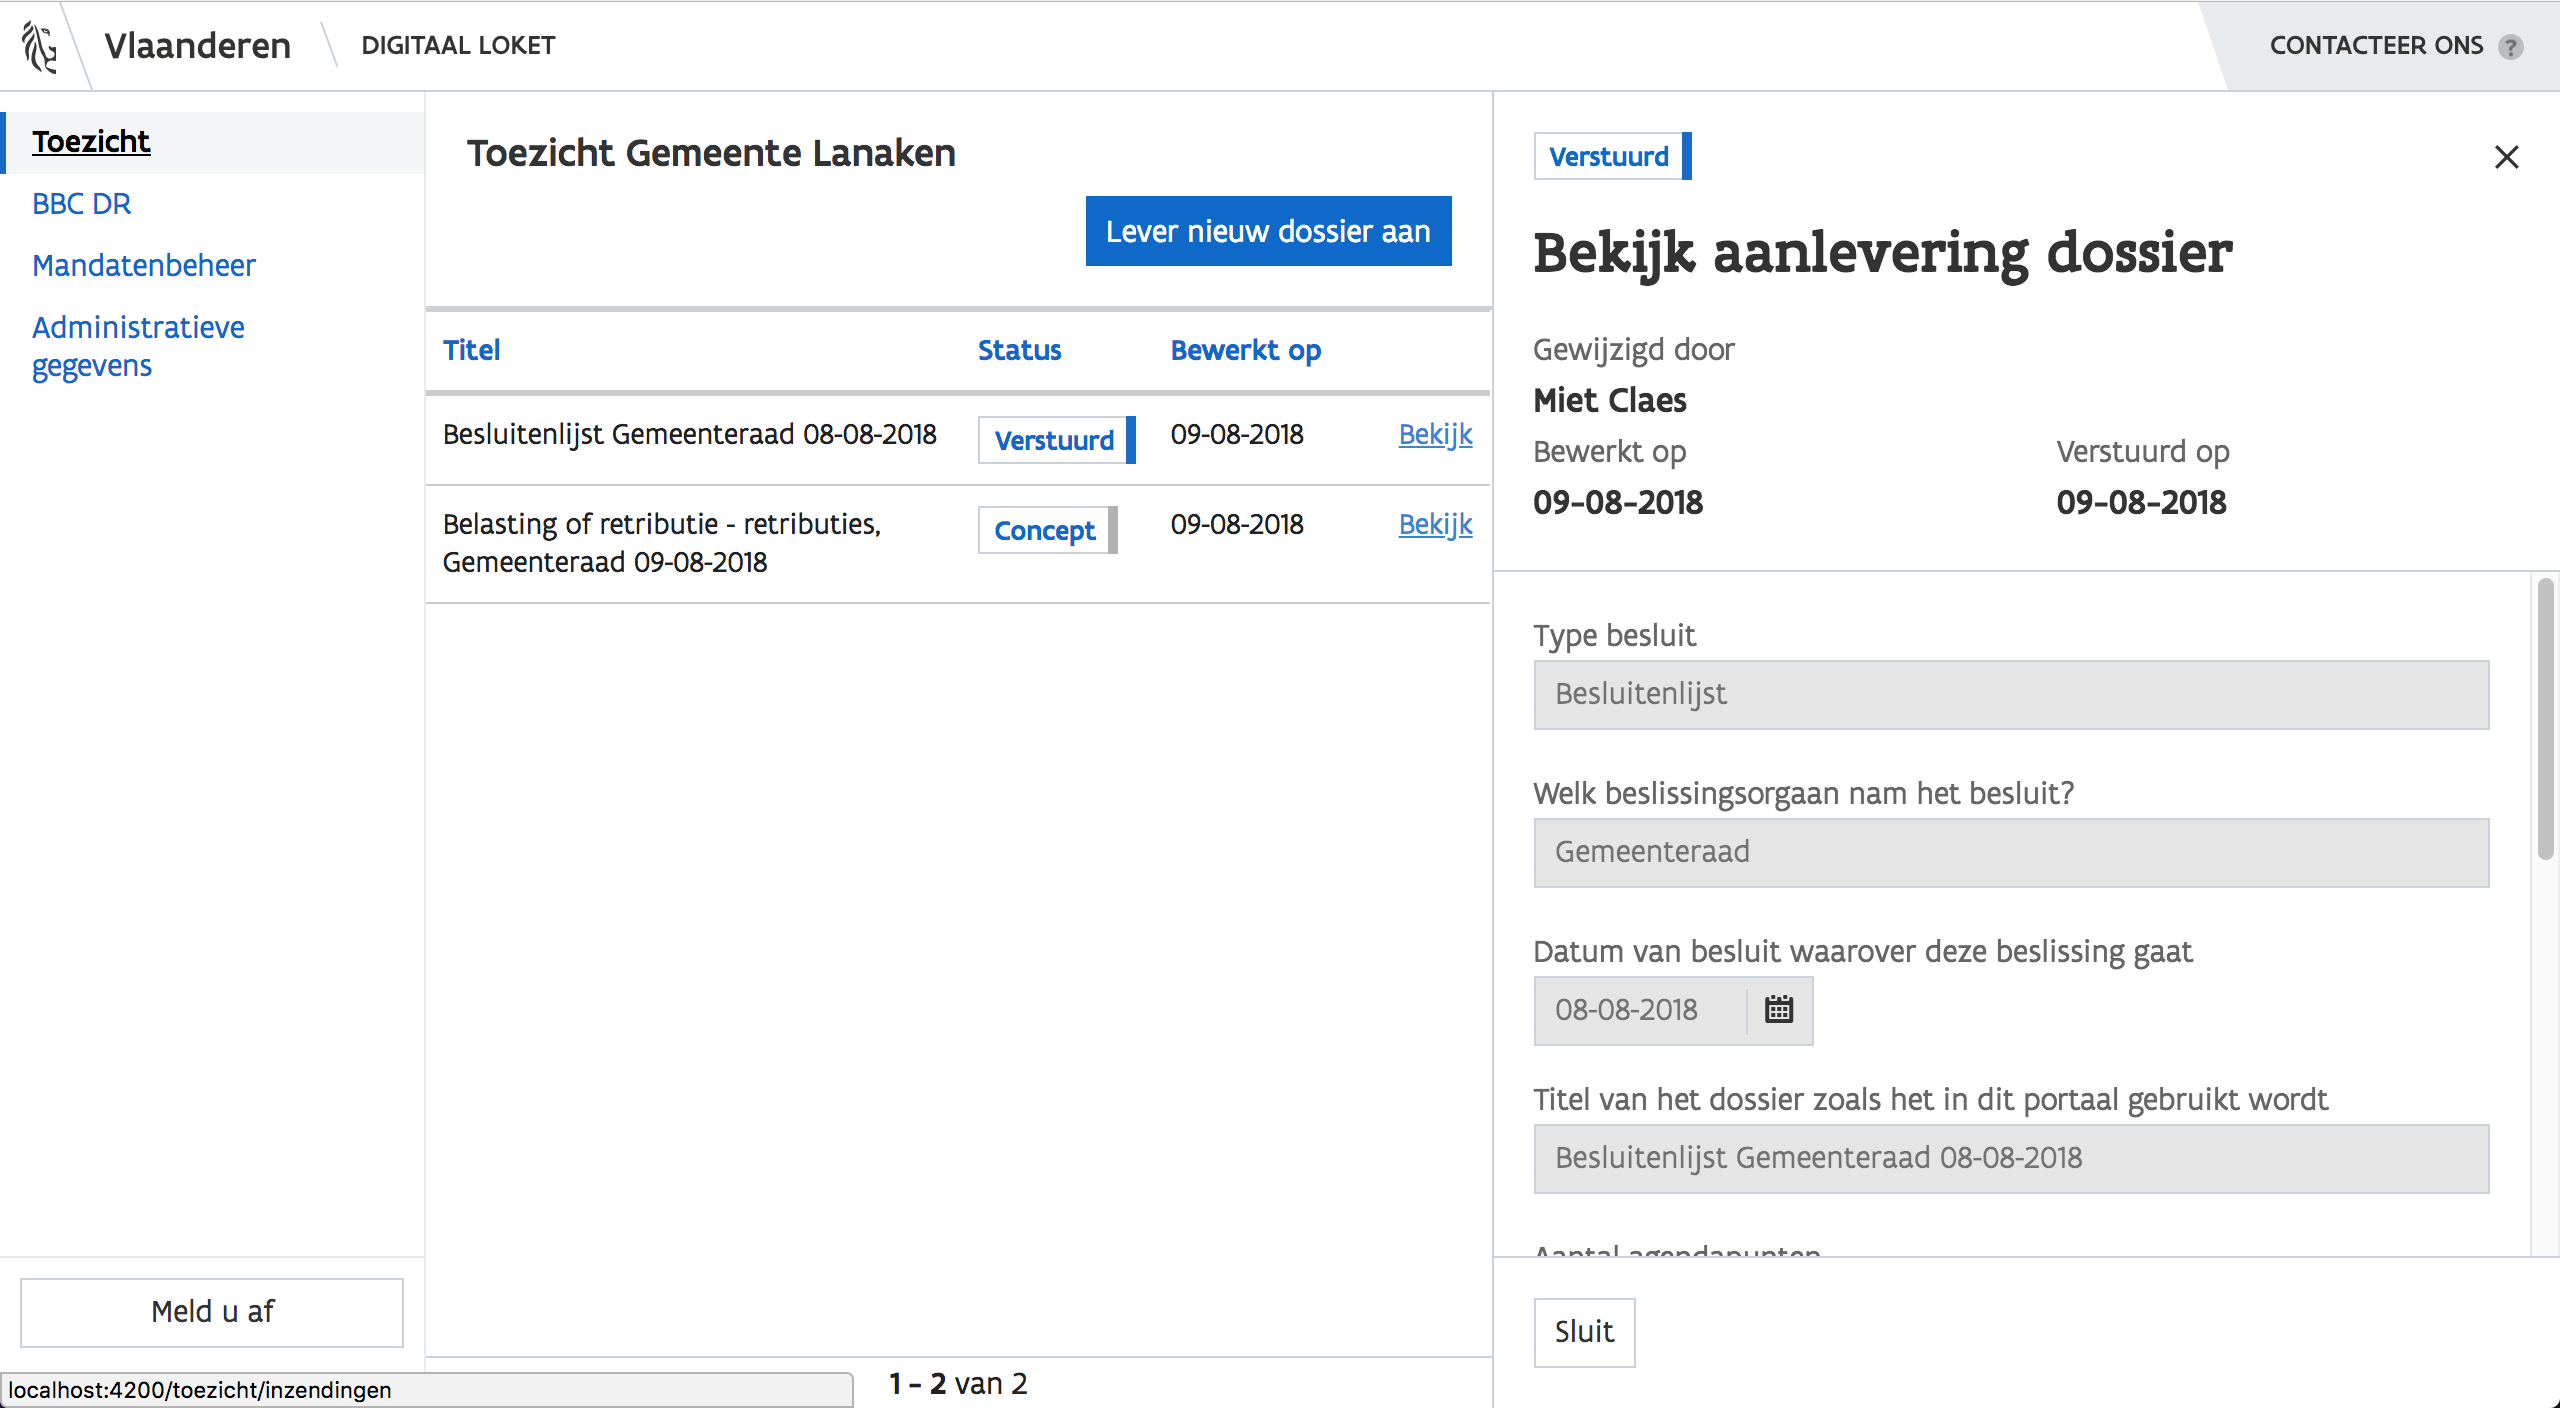 Vlaanderen
DIGITAAL LOKET
CONTACTEER ONS ?
Toezicht
BBC DR
Mandatenbeheer
Administratieve
gegevens
Meld u af
localhost:4200/toezicht/inzendingen
Toezicht Gemeente Lanaken
Lever nieuw dossier aan
Titel Status Bewerkt op
Besluitenlijst Gemeenteraad 08-08-2018 Verstuurd 09-08-2018 Bekijk
Belasting of retributie - retributies, Concept 09-08-2018 Bekijk
Gemeenteraad 09-08-2018
1 - 2 van 2
Verstuurd
Bekijk aanlevering dossier
Gewijzigd door
Miet Claes
Bewerkt op Verstuurd op
09-08-2018 09-08-2018
Type besluit
Besluitenlijst
Welk beslissingsorgaan nam het besluit?
Gemeenteraad
Datum van besluit waarover deze beslissing gaat
08-08-2018
Titel van het dossier zoals het in dit portaal gebruikt wordt
Besluitenlijst Gemeenteraad 08-08-2018
Aantal agendapunten
Sluit